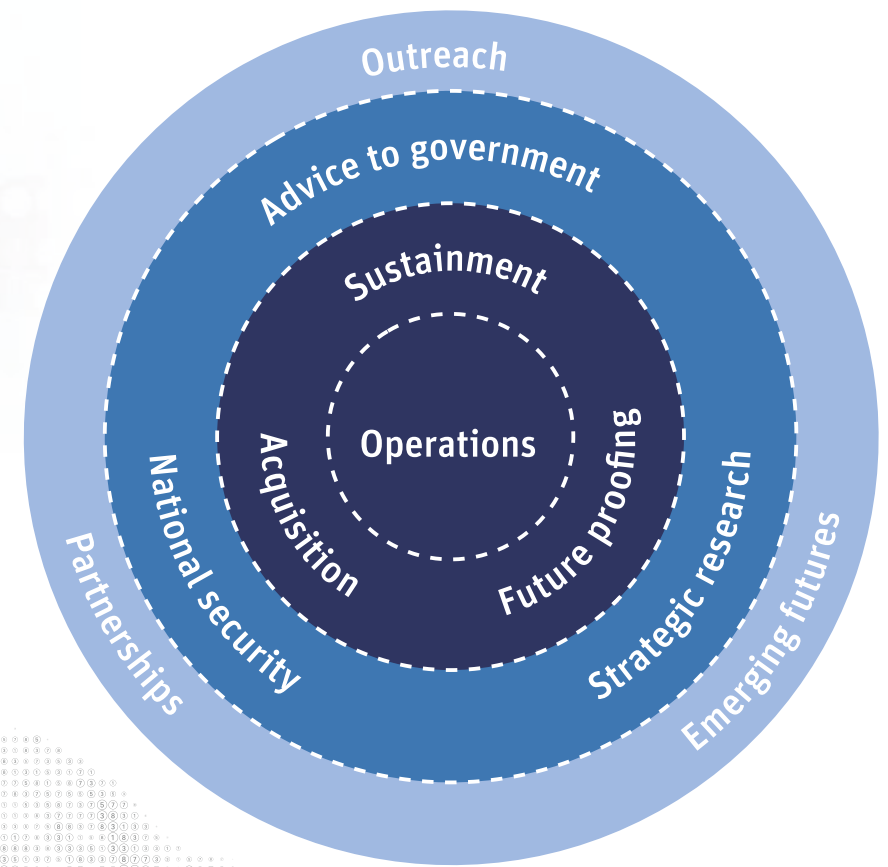 Outreach
Advice to government
Sustainment
Operations
Acquisition
Future proofing
National security
Strategic research
Partnerships
Emerging futures